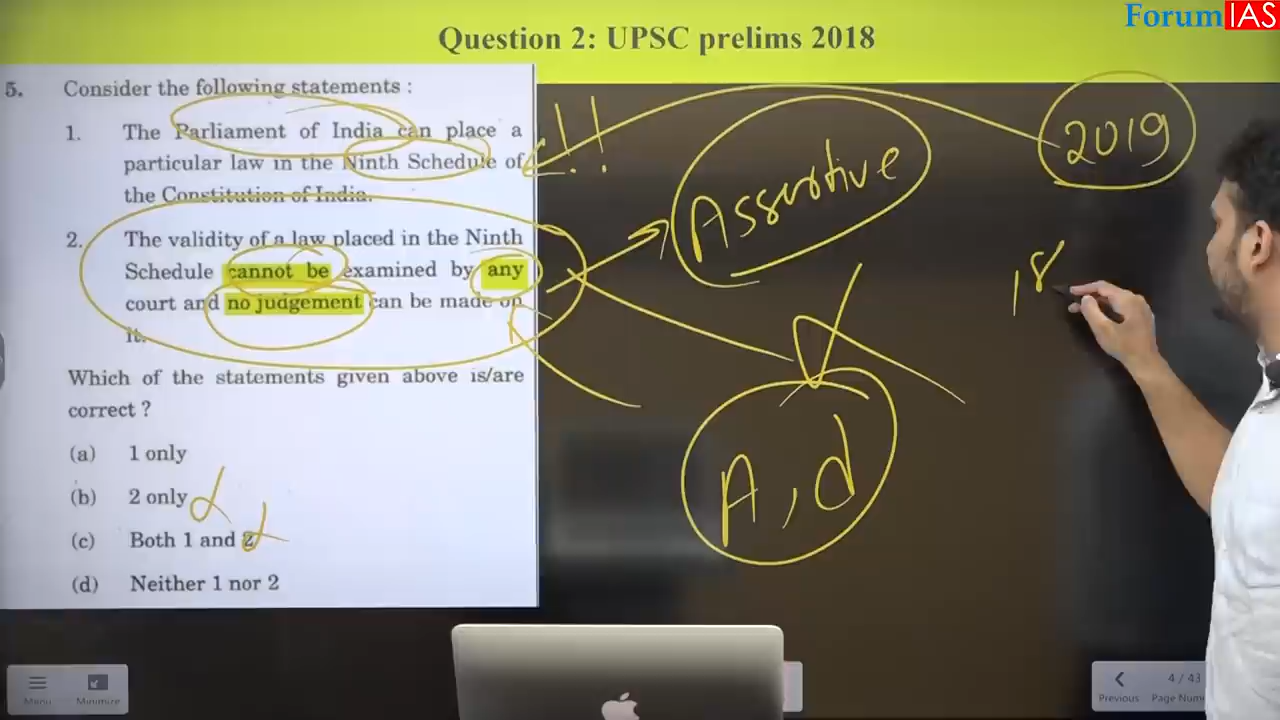 ForumIAS
Question 2: UPSC prelims 2018
5. Consider the following statements :
1. The Parliament of India can place a
particular law in the Ninth Schedule of
the Constitution of India.
2. The validity of a law placed in the Ninth
Schedule cannot be examined by any
court and no judgement can be made on
it.
Which of the statements given above is/are
correct ?
(a) 1 only
(b) 2 only
(c) Both 1 and 2
(d) Neither 1 nor 2
!!
Assertive
2019
18
A, d
Menu
Minimize
4 / 43
Previous
Page Num